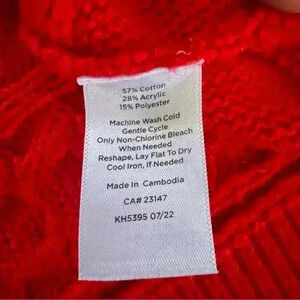 57% Cotton
28% Acrylic
15% Polyester
Machine Wash Cold
Gentle Cycle
Only Non-Chlorine Bleach
When Needed
Reshape, Lay Flat To Dry
Cool Iron, If Needed
Made In Cambodia
CA# 23147
KH5395 07/22